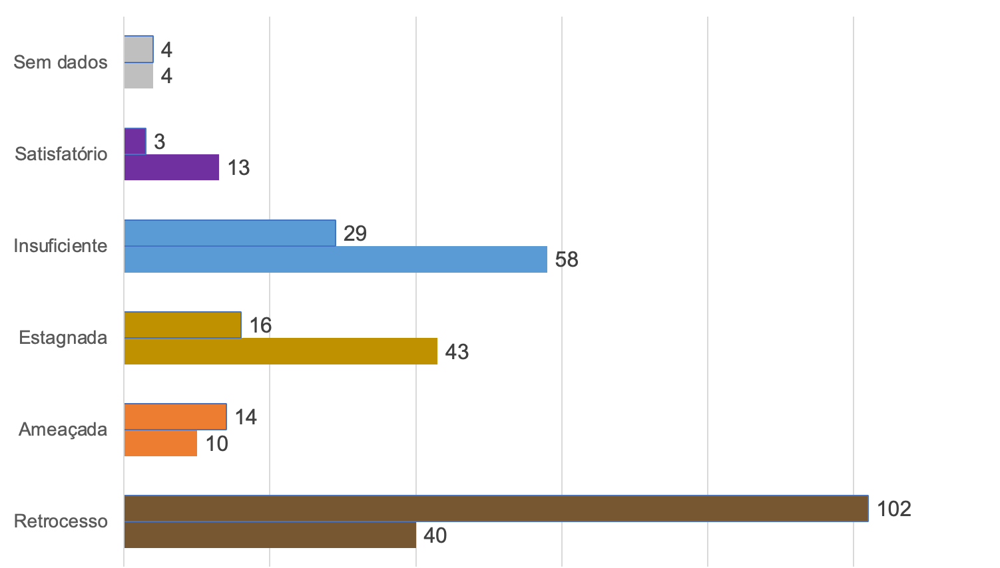 Sem dados
4
4
Satisfatório
3
13
Insuficiente
29
58
Estagnada
16
43
Ameaçada
14
10
Retrocesso
102
40